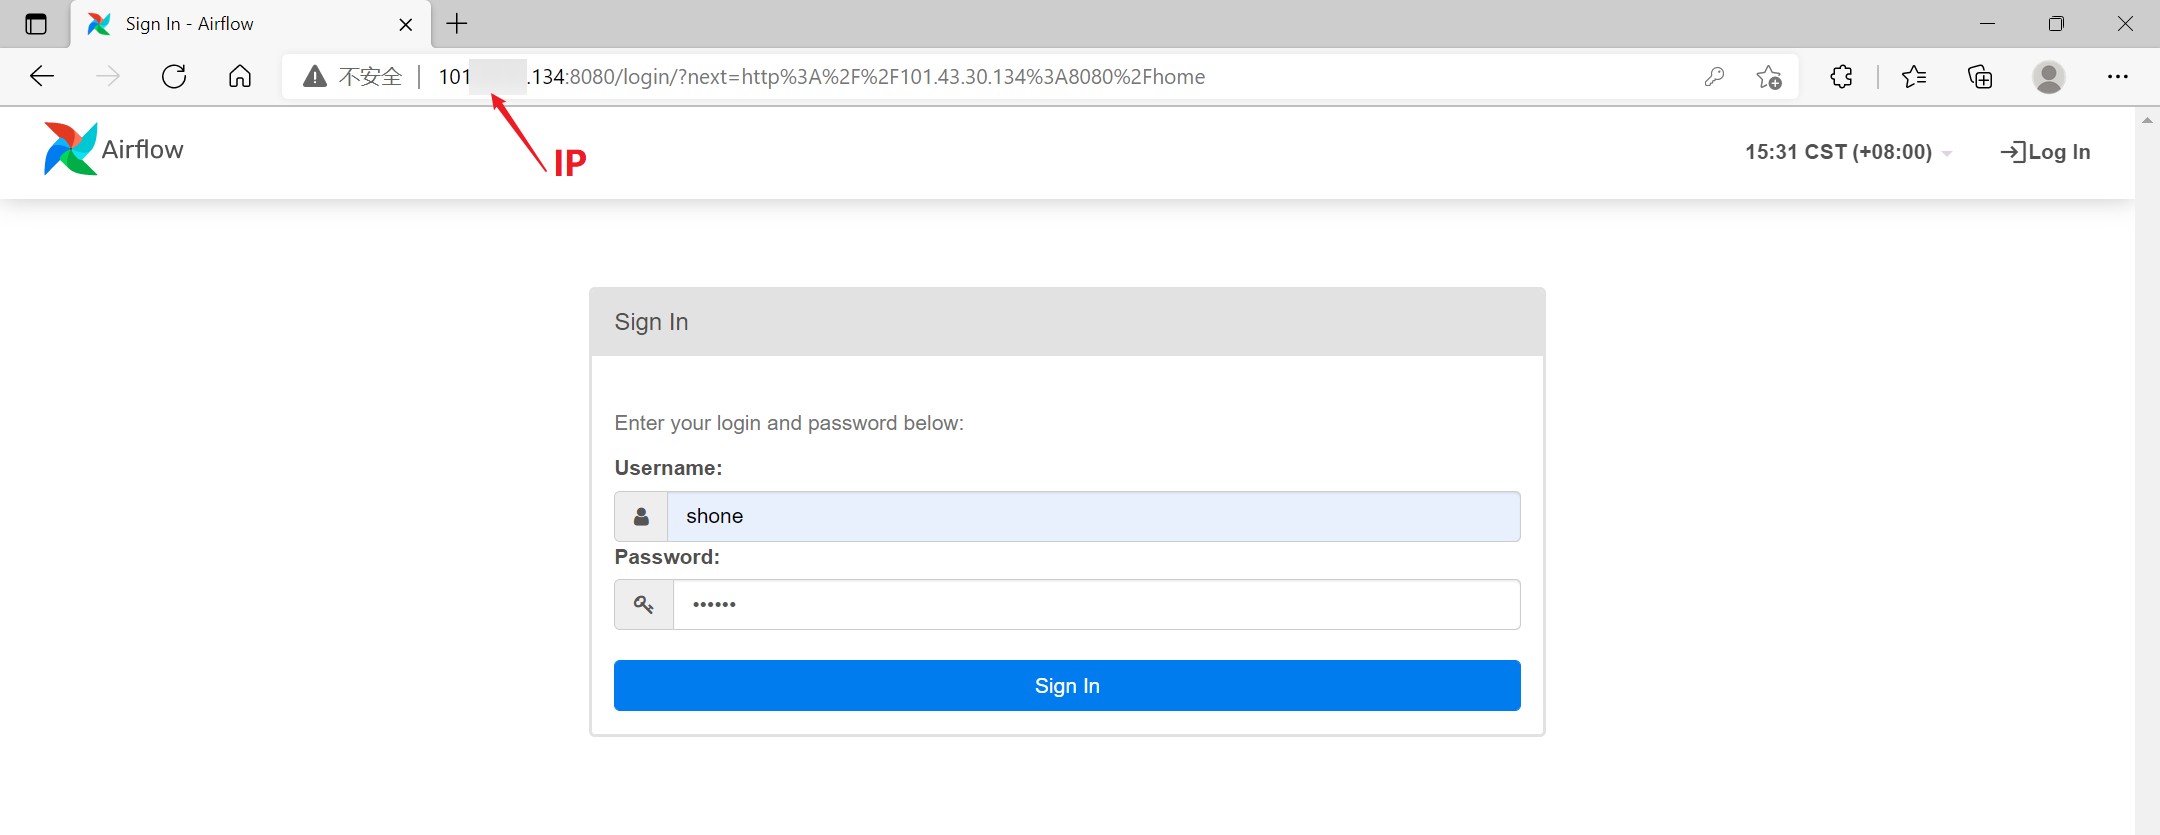 Sign In - Airflow
不安全 | 101 .134:8080/login/?next=http%3A%2F%2F101.43.30.134%3A8080%2Fhome
IP
Airflow
15:31 CST (+08:00)
Log In
Sign In
Enter your login and password below:
Username:
shone
Password:
••••••
Sign In